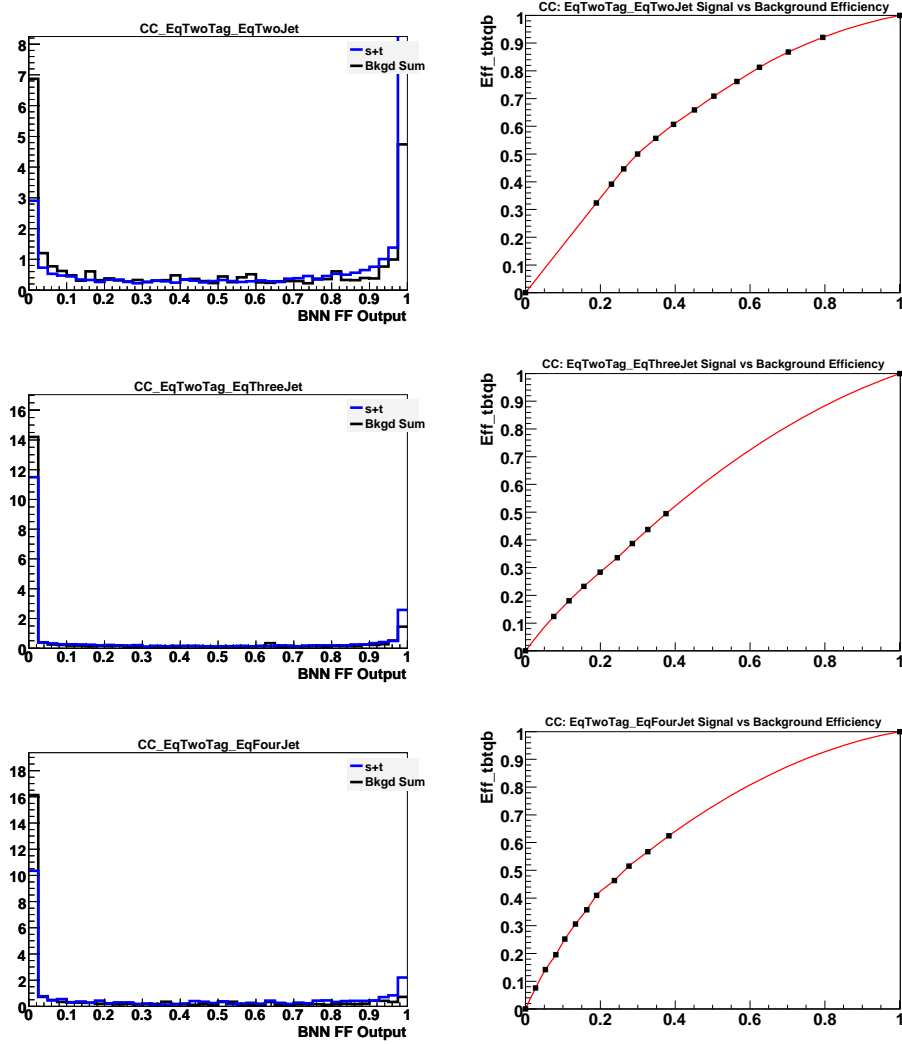 CC_EqTwoTag_EqTwoJet
s+t
Bkgd Sum
8
7
6
5
4
3
2
1
0
0 0.1 0.2 0.3 0.4 0.5 0.6 0.7 0.8 0.9 1
BNN FF Output
CC: EqTwoTag_EqTwoJet Signal vs Background Efficiency
Eff_tbtqb
1
0.9
0.8
0.7
0.6
0.5
0.4
0.3
0.2
0.1
0
0 0.2 0.4 0.6 0.8 1
CC_EqTwoTag_EqThreeJet
s+t
Bkgd Sum
16
14
12
10
8
6
4
2
0
0 0.1 0.2 0.3 0.4 0.5 0.6 0.7 0.8 0.9 1
BNN FF Output
CC: EqTwoTag_EqThreeJet Signal vs Background Efficiency
Eff_tbtqb
1
0.9
0.8
0.7
0.6
0.5
0.4
0.3
0.2
0.1
0
0 0.2 0.4 0.6 0.8 1
CC_EqTwoTag_EqFourJet
s+t
Bkgd Sum
18
16
14
12
10
8
6
4
2
0
0 0.1 0.2 0.3 0.4 0.5 0.6 0.7 0.8 0.9 1
BNN FF Output
CC: EqTwoTag_EqFourJet Signal vs Background Efficiency
Eff_tbtqb
1
0.9
0.8
0.7
0.6
0.5
0.4
0.3
0.2
0.1
0
0 0.2 0.4 0.6 0.8 1